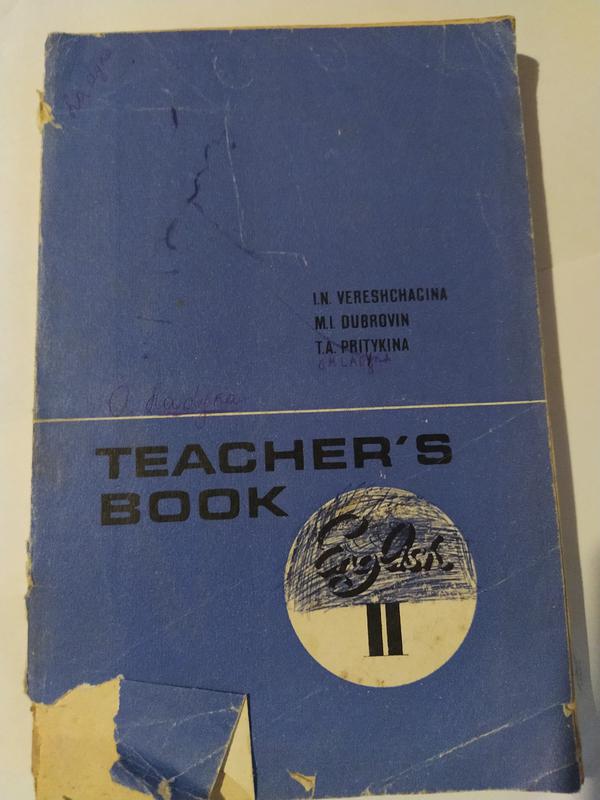 I.N. VERESHCHAGINA
M.I. DUBROVIN
T.A. PRITYKINA
TEACHER'S
BOOK
English
II